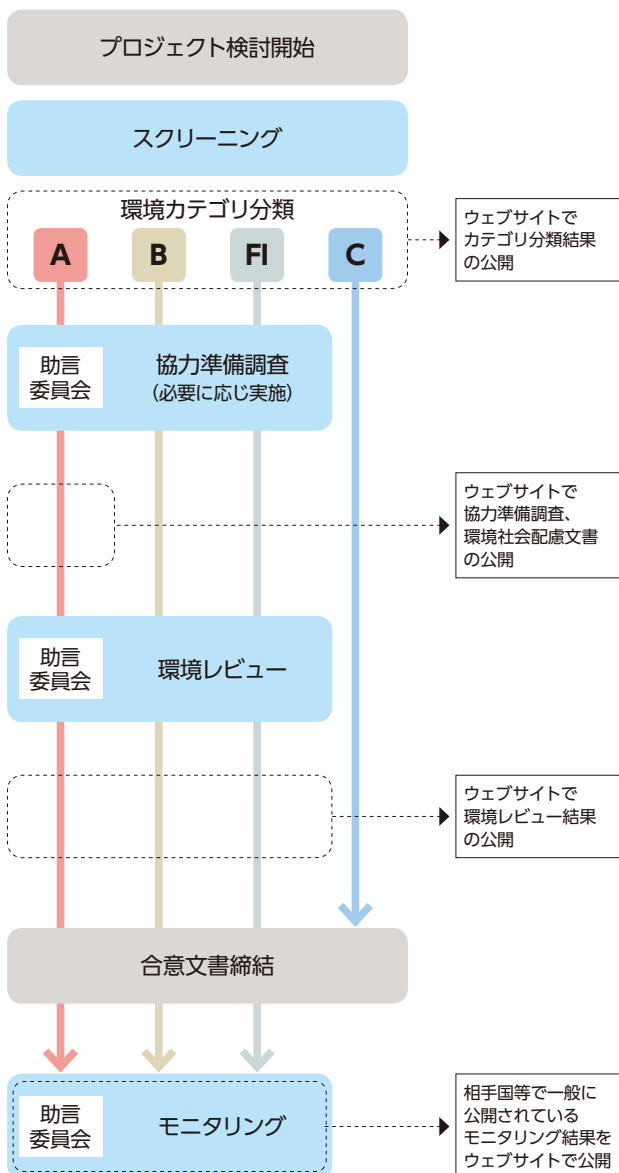 プロジェクト検討開始
スクリーニング
環境カテゴリ分類
A
B
FI
C
ウェブサイトで
カテゴリ分類結果
の公開
助言
委員会
協力準備調査
(必要に応じ実施)
ウェブサイトで
協力準備調査、
環境社会配慮文書
の公開
助言
委員会
環境レビュー
ウェブサイトで
環境レビュー結果
の公開
合意文書締結
助言
委員会
モニタリング
相手国等で一般に
公開されている
モニタリング結果を
ウェブサイトで公開